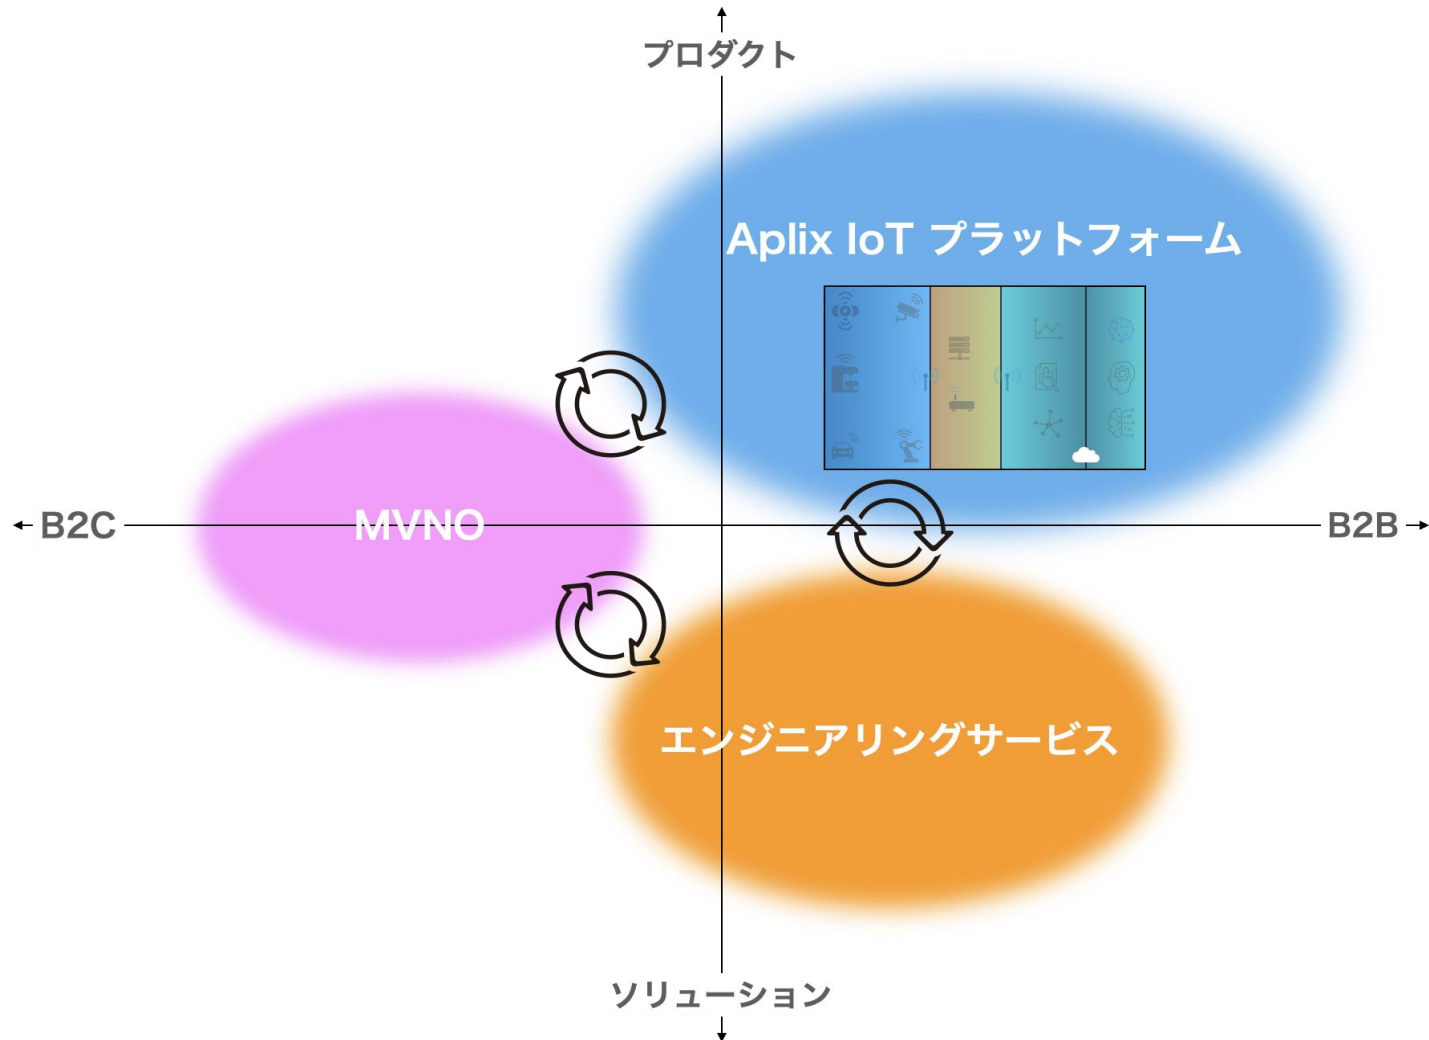 プロダクト
Aplix IoT プラットフォーム
B2C
MVNO
B2B
エンジニアリングサービス
ソリューション